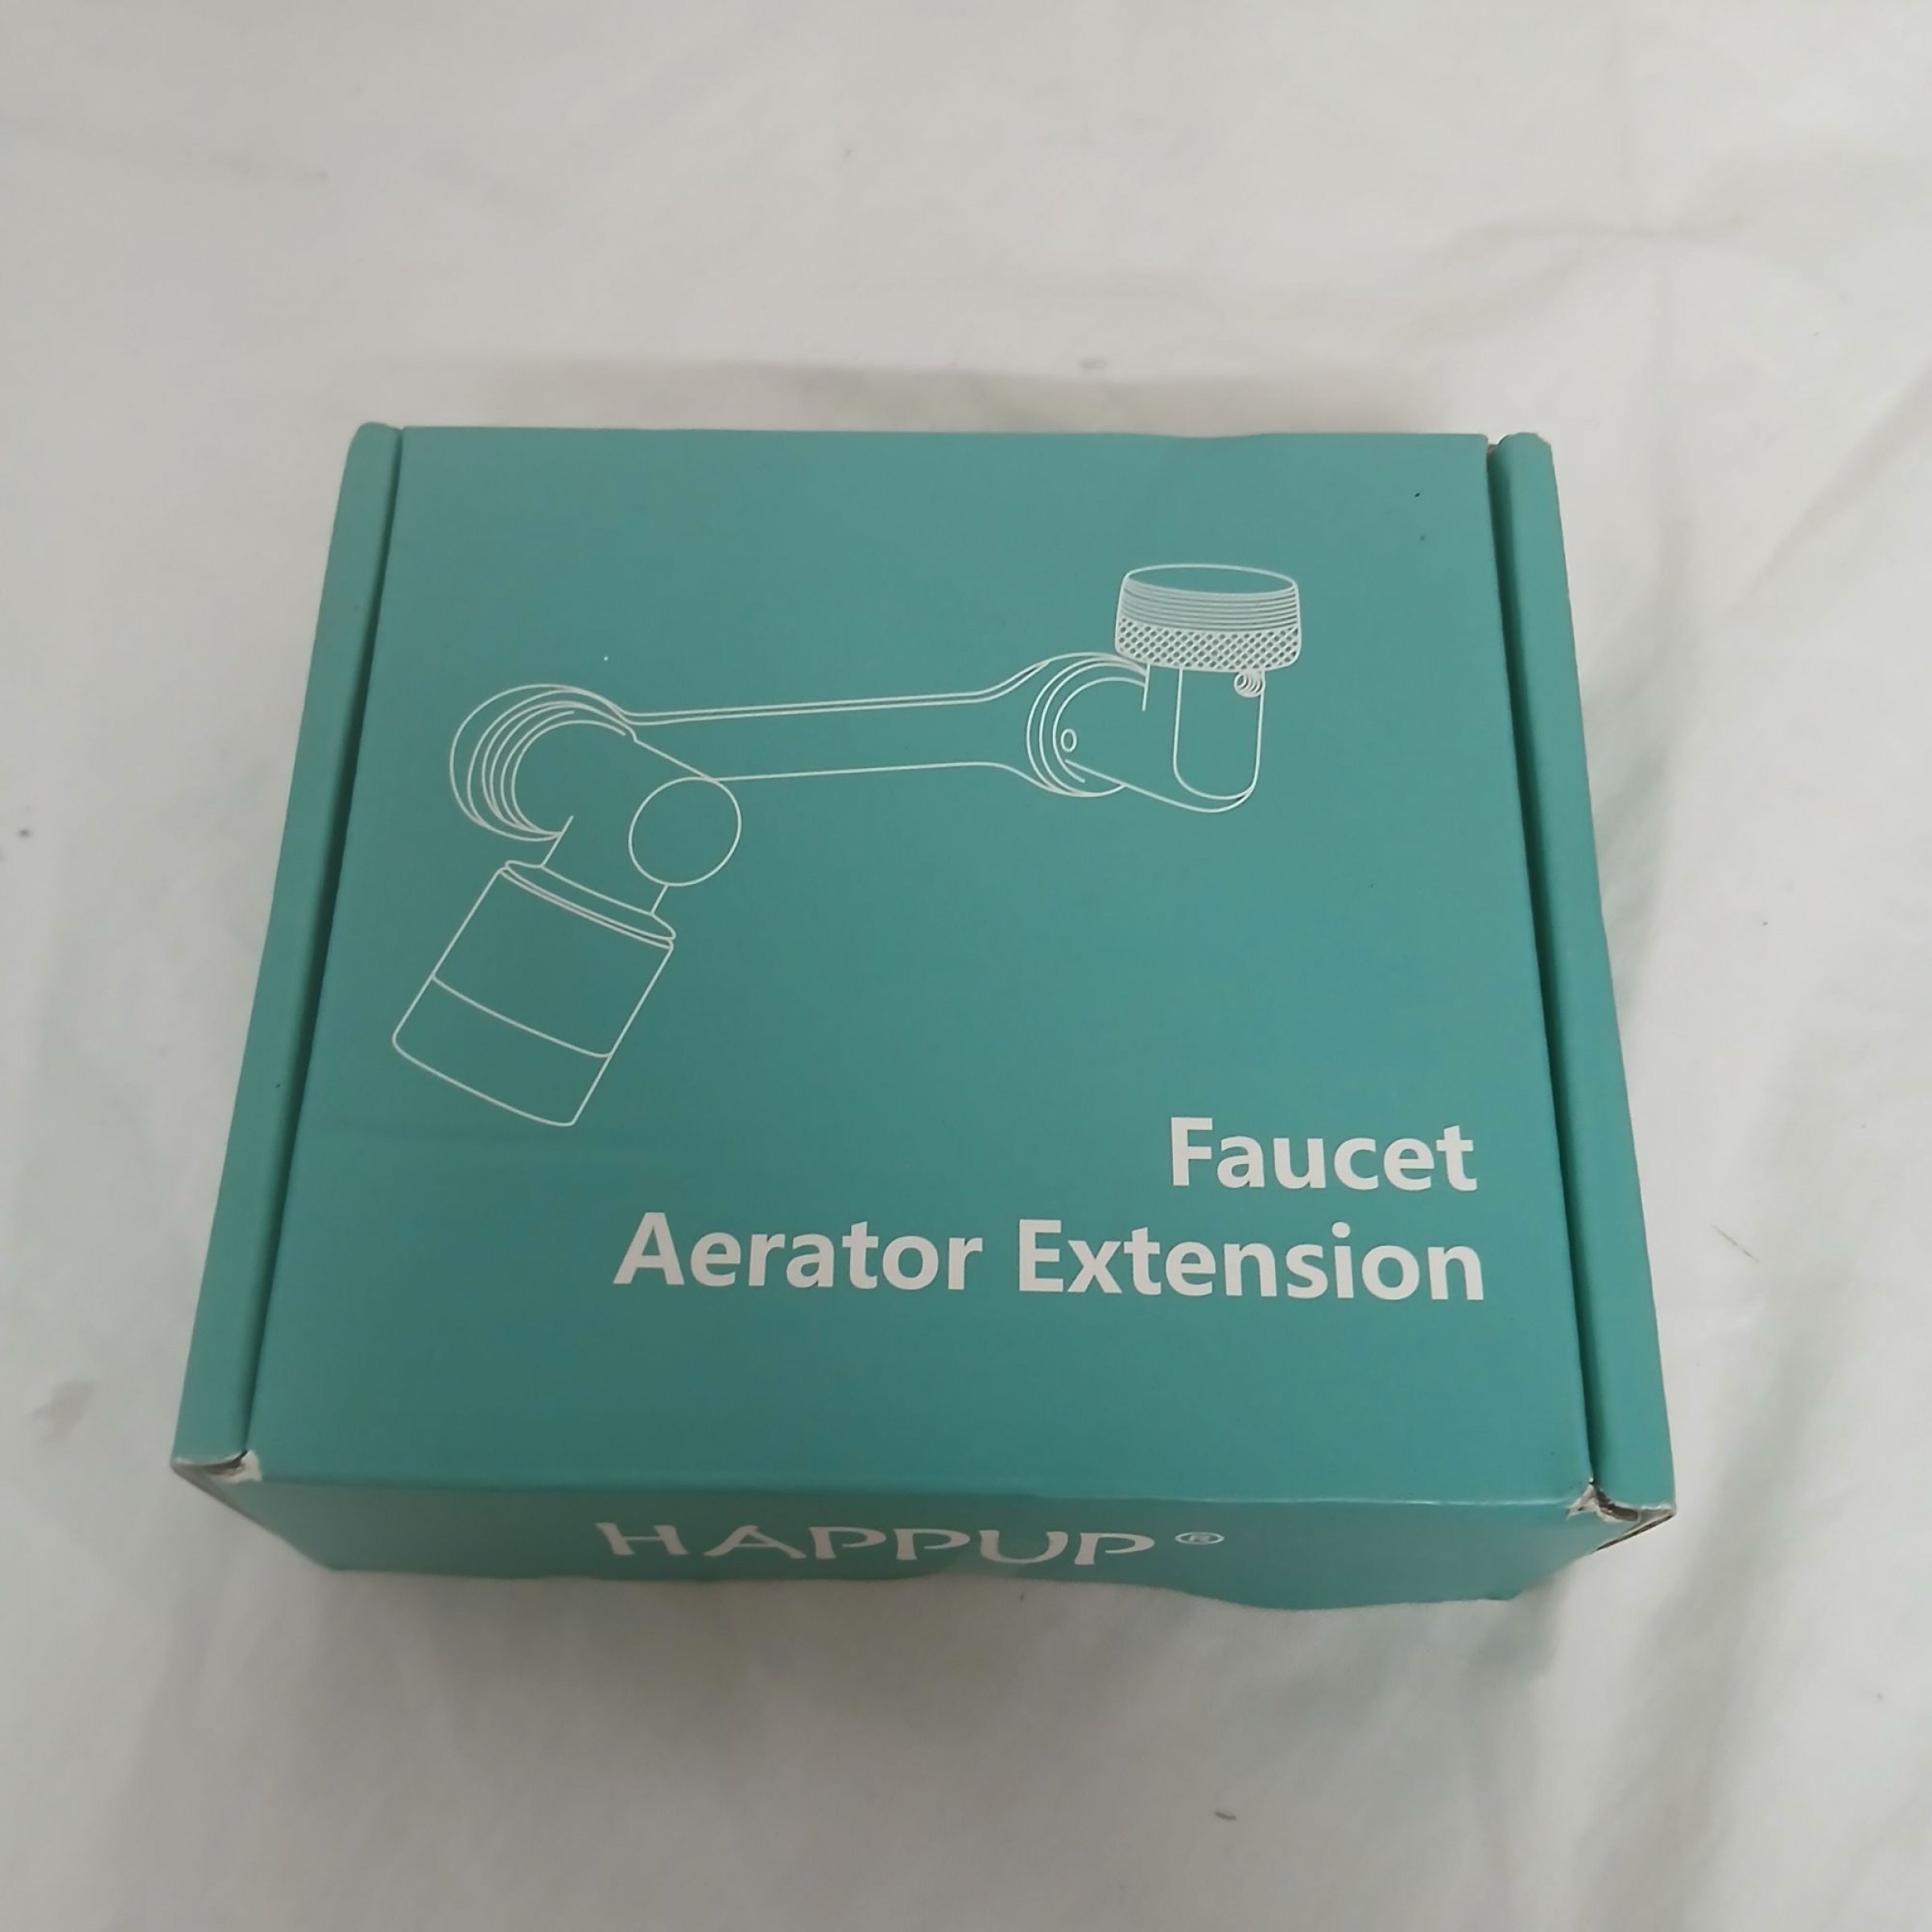 Faucet
Aerator Extension
HAPPUP®